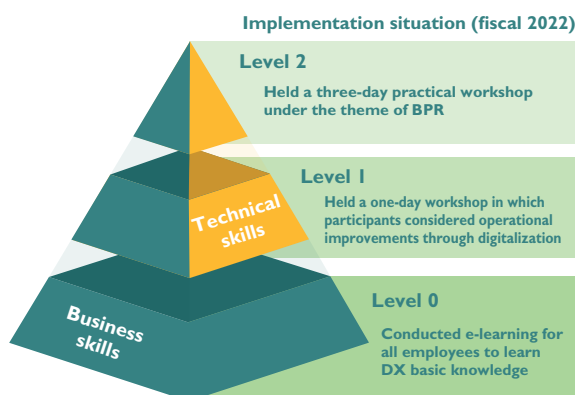 Implementation situation (fiscal 2022)
Level 2
Held a three-day practical workshop
under the theme of BPR
Level 1
Held a one-day workshop in which
participants considered operational
improvements through digitalization
Technical
skills
Level 0
Conducted e-learning for
all employees to learn
DX basic knowledge
Business
skills